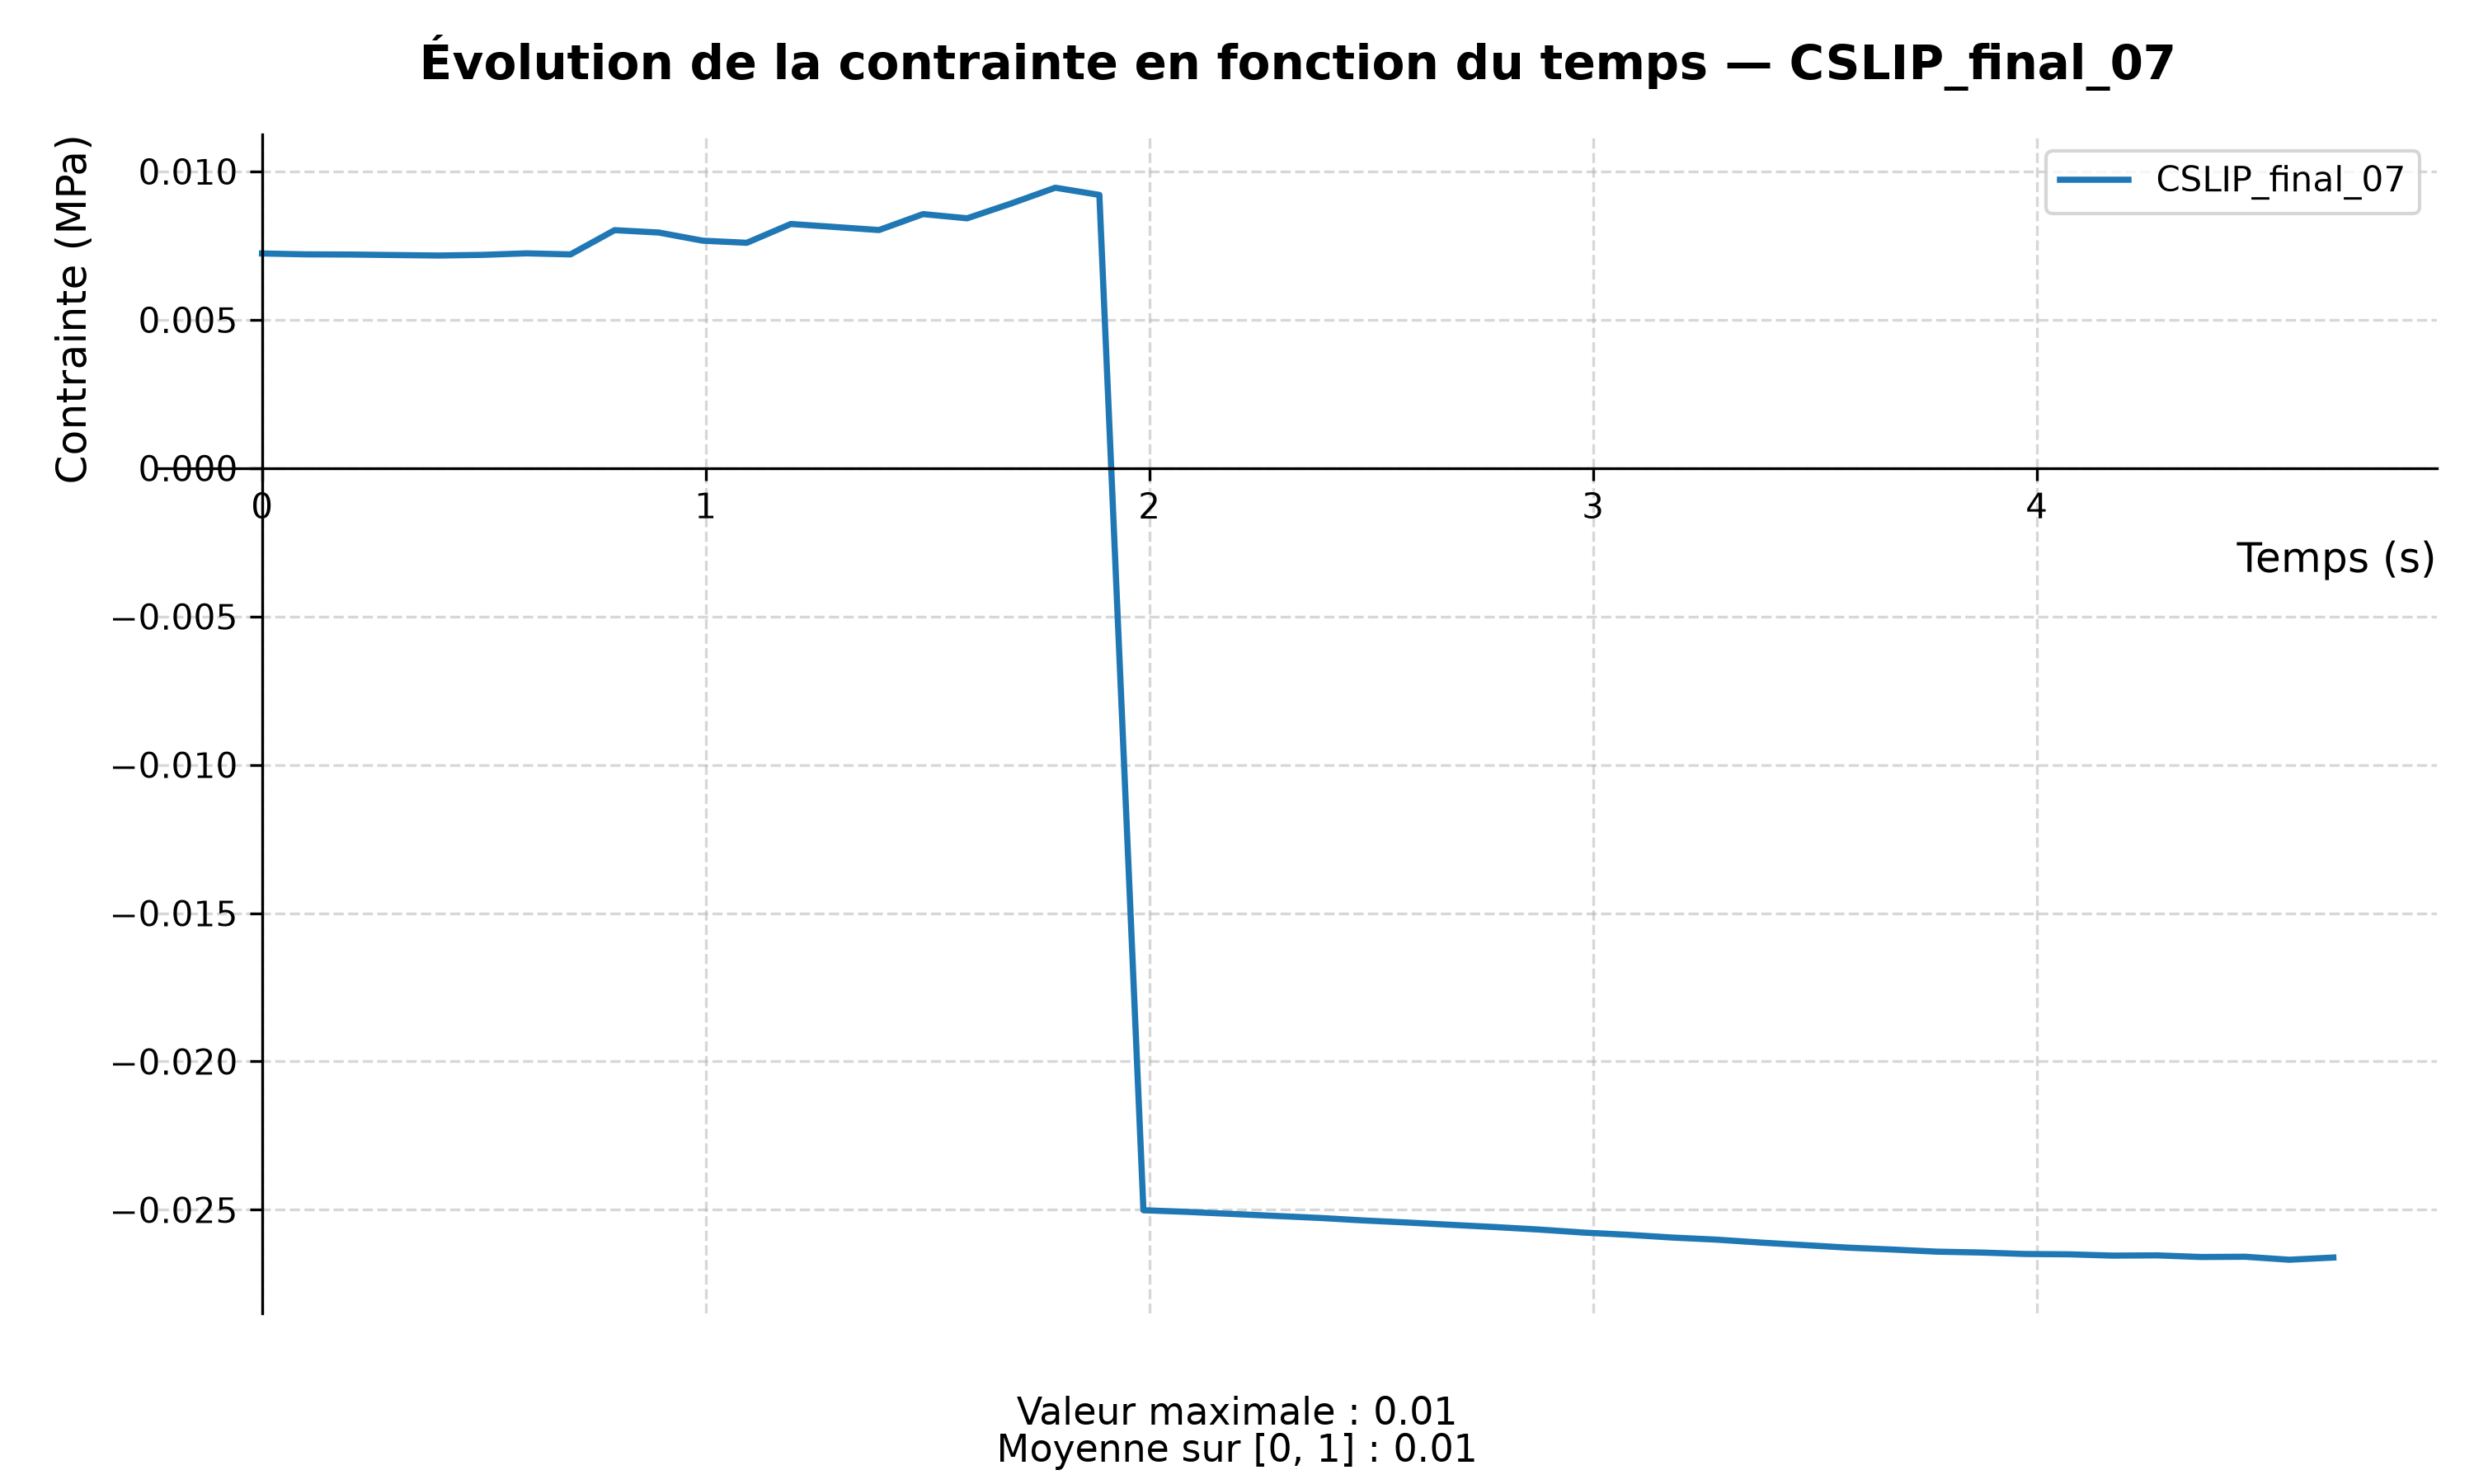 Évolution de la contrainte en fonction du temps — CSLIP_final_07
Contrainte (MPa)
0.010
0.005
0.000
−0.005
−0.010
−0.015
−0.020
−0.025
CSLIP_final_07
0 1 2 3 4
Temps (s)
Valeur maximale : 0.01
Moyenne sur [0, 1] : 0.01